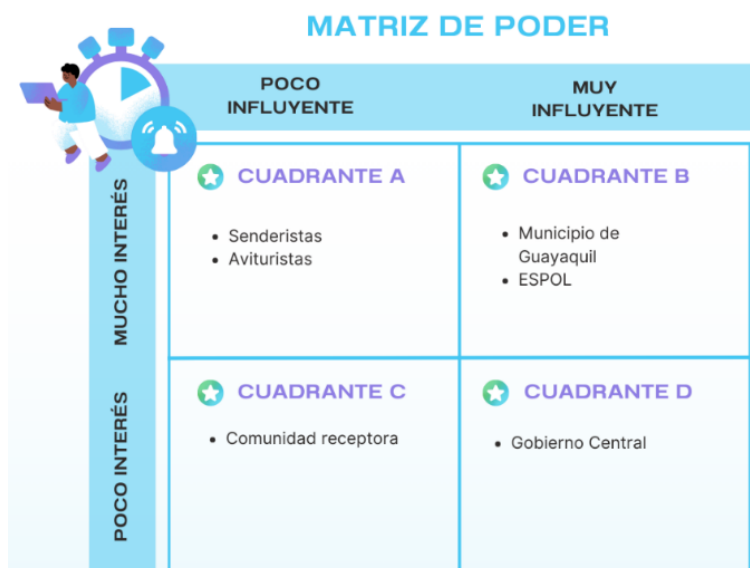 MATRIZ DE PODER
POCO
INFLUYENTE
MUY
INFLUYENTE
MUCHO INTERÉS
CUADRANTE A
• Senderistas
• Avituristas
CUADRANTE B
• Municipio de
Guayaquil
• ESPOL
POCO INTERÉS
CUADRANTE C
• Comunidad receptora
CUADRANTE D
• Gobierno Central